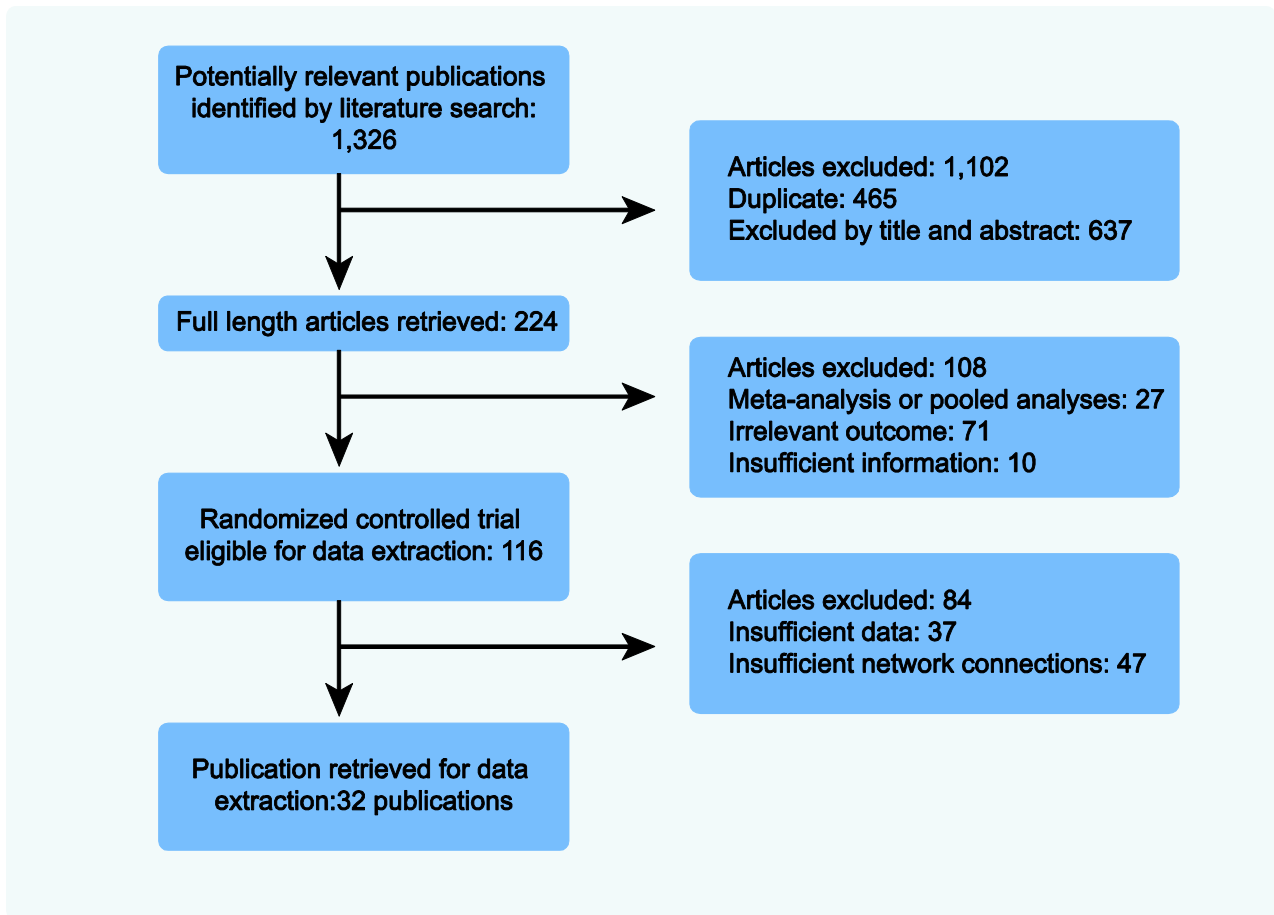 Potentially relevant publications
identified by literature search:
1,326
Articles excluded: 1,102
Duplicate: 465
Excluded by title and abstract: 637
Full length articles retrieved: 224
Articles excluded: 108
Meta-analysis or pooled analyses: 27
Irrelevant outcome: 71
Insufficient information: 10
Randomized controlled trial
eligible for data extraction: 116
Articles excluded: 84
Insufficient data: 37
Insufficient network connections: 47
Publication retrieved for data
extraction:32 publications